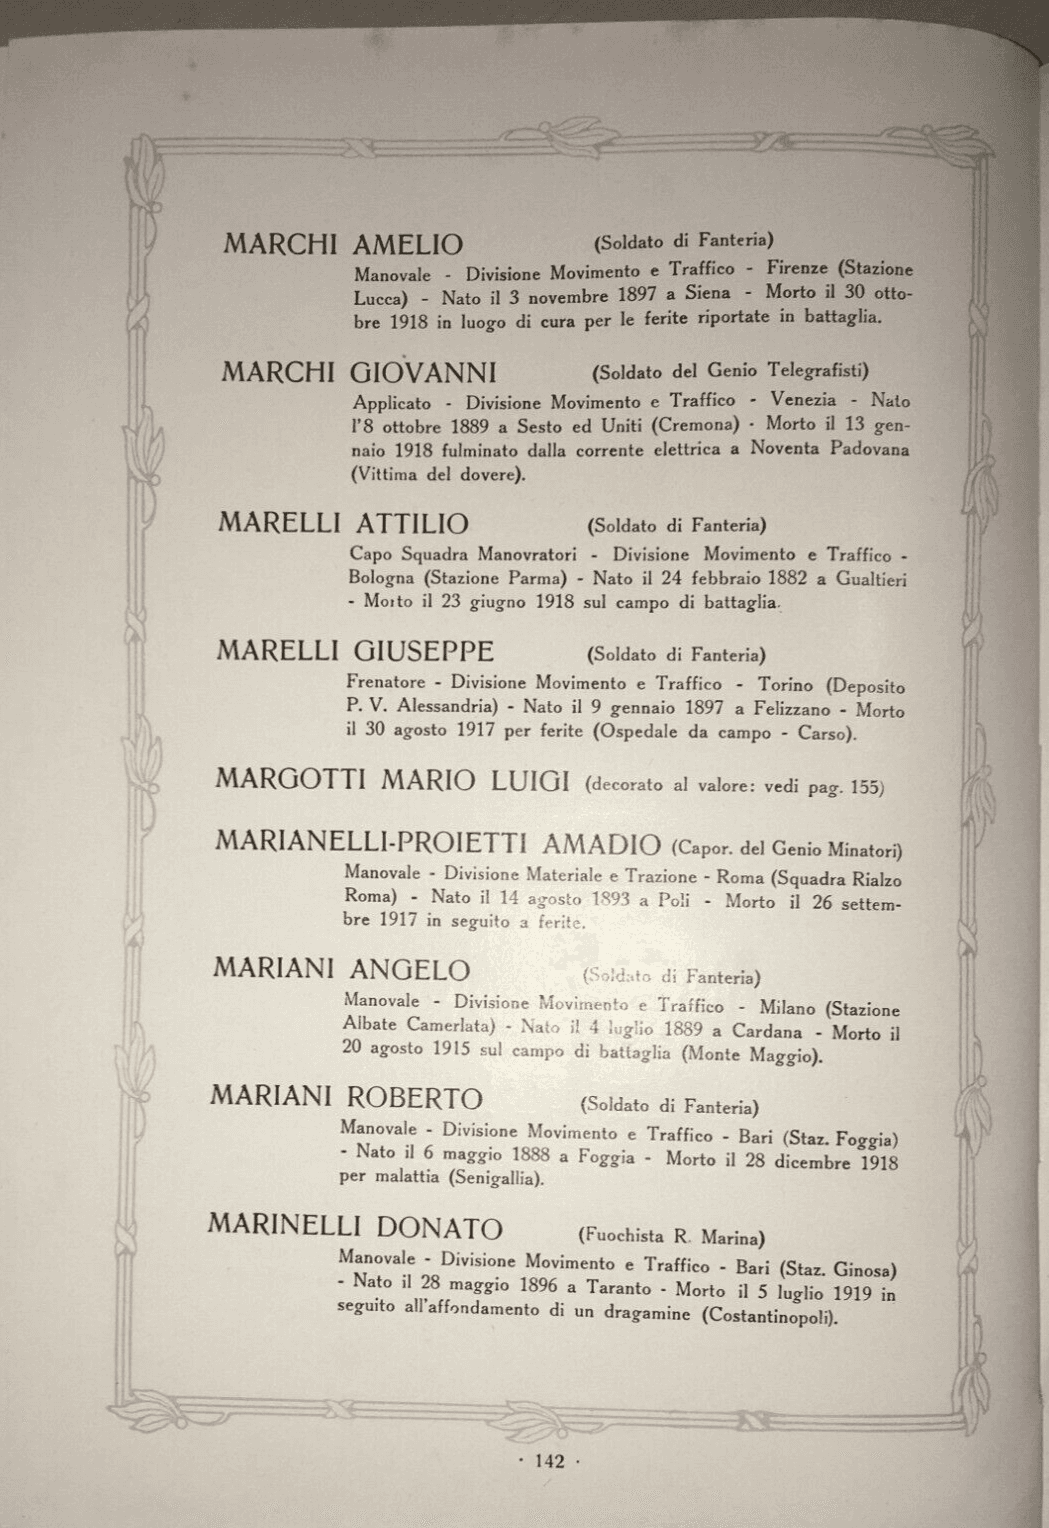 MARCHI AMELIO (Soldato di Fanteria)
Manovale - Divisione Movimento e Traffico - Firenze (Stazione
Lucca) - Nato il 3 novembre 1897 a Siena - Morto il 30 otto-
bre 1918 in luogo di cura per le ferite riportate in battaglia.
MARCHI GIOVANNI (Soldato del Genio Telegrafisti)
Applicato - Divisione Movimento e Traffico - Venezia - Nato
l'8 ottobre 1889 a Sesto ed Uniti (Cremona) - Morto il 13 gen-
naio 1918 fulminato dalla corrente elettrica a Noventa Padovana
(Vittima del dovere).
MARELLI ATTILIO (Soldato di Fanteria)
Capo Squadra Manovratori - Divisione Movimento e Traffico -
Bologna (Stazione Parma) - Nato il 24 febbraio 1882 a Gualtieri
- Morto il 23 giugno 1918 sul campo di battaglia.
MARELLI GIUSEPPE (Soldato di Fanteria)
Frenatore - Divisione Movimento e Traffico - Torino (Deposito
P. V. Alessandria) - Nato il 9 gennaio 1897 a Felizzano - Morto
il 30 agosto 1917 per ferite (Ospedale da campo - Carso).
MARGOTTI MARIO LUIGI (decorato al valore: vedi pag. 155)
MARIANELLI-PROIETTI AMADIO (Capor. del Genio Minatori)
Manovale - Divisione Materiale e Trazione - Roma (Squadra Rialzo
Roma) - Nato il 14 agosto 1893 a Poli - Morto il 26 settem-
bre 1917 in seguito a ferite.
MARIANI ANGELO (Soldato di Fanteria)
Manovale - Divisione Movimento e Traffico - Milano (Stazione
Albate Camerlata) - Nato il 4 luglio 1889 a Cardana - Morto il
20 agosto 1915 sul campo di battaglia (Monte Maggio).
MARIANI ROBERTO (Soldato di Fanteria)
Manovale - Divisione Movimento e Traffico - Bari (Staz. Foggia)
- Nato il 6 maggio 1888 a Foggia - Morto il 28 dicembre 1918
per malattia (Senigallia).
MARINELLI DONATO (Fuochista R. Marina)
Manovale - Divisione Movimento e Traffico - Bari (Staz. Ginosa)
- Nato il 28 maggio 1896 a Taranto - Morto il 5 luglio 1919 in
seguito all'affondamento di un dragamine (Costantinopoli).
· 142 ·